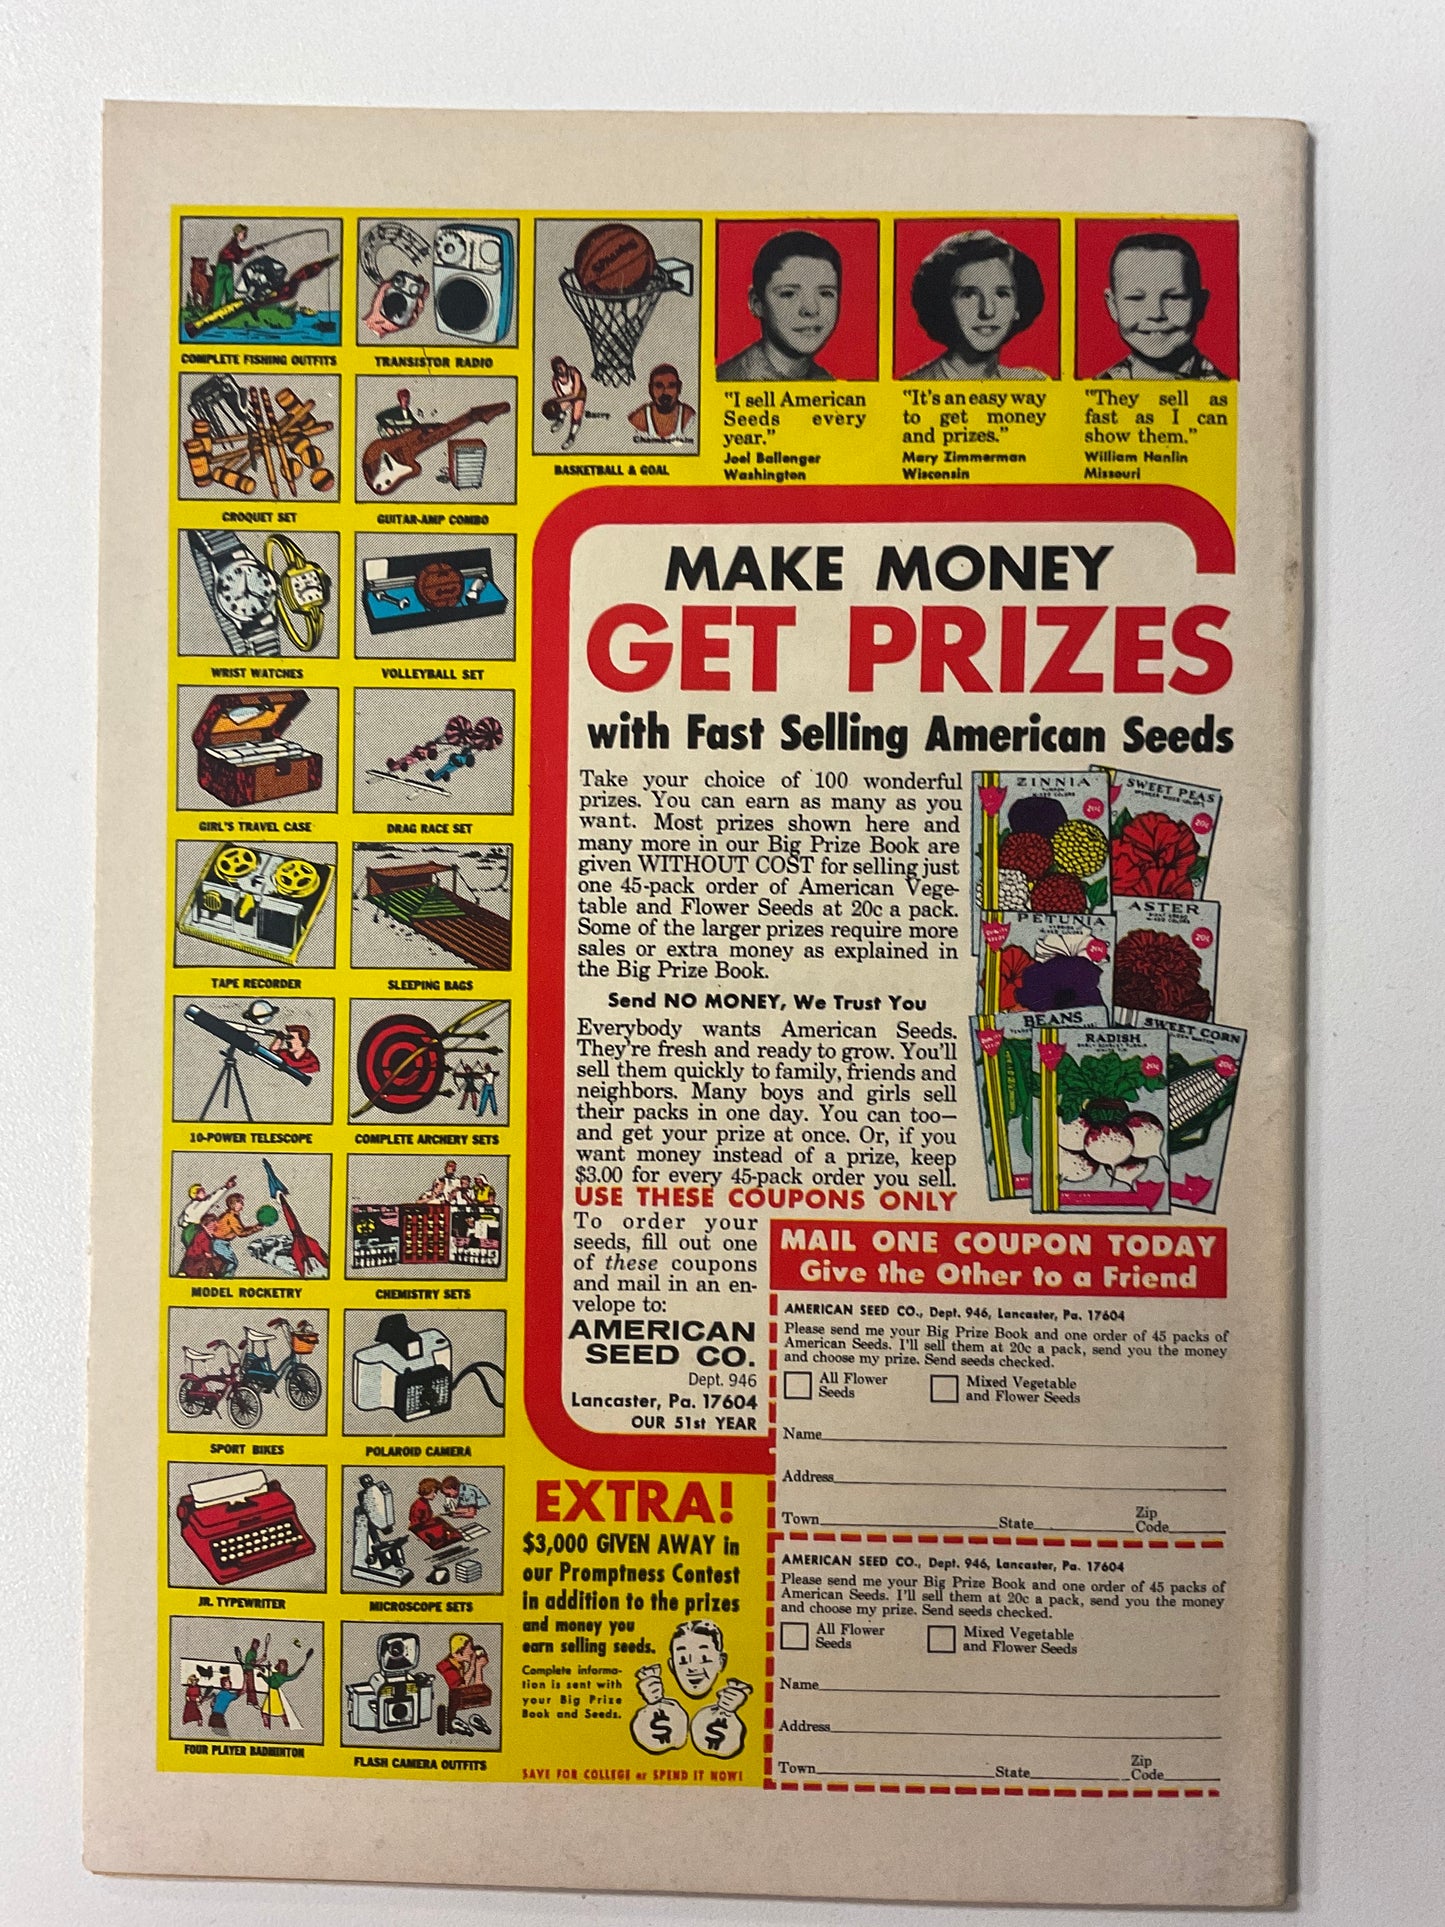 COMPLETE FISHING OUTFITS
TRANSISTOR RADIO
CROQUET SET
GUITAR-AMP COMBO
WRIST WATCHES
VOLLEYBALL SET
GIRL'S TRAVEL CASE
DRAG RACE SET
TAPE RECORDER
SLEEPING BAGS
10-POWER TELESCOPE
COMPLETE ARCHERY SETS
MODEL ROCKETRY
CHEMISTRY SETS
SPORT BIKES
POLAROID CAMERA
JR. TYPEWRITER
MICROSCOPE SETS
FOUR PLAYER BADMINTON
FLASH CAMERA OUTFITS
Spalding
Barry
Chamberlain
BASKETBALL & GOAL
"I sell American
Seeds every
year."
Joel Ballenger
Washington
"It's an easy way
to get money
and prizes."
Mary Zimmerman
Wisconsin
"They sell as
fast as I can
show them."
William Hanlin
Missouri
MAKE MONEY
GET PRIZES
with Fast Selling American Seeds
Take your choice of 100 wonderful
prizes. You can earn as many as you
want. Most prizes shown here and
many more in our Big Prize Book are
given WITHOUT COST for selling just
one 45-pack order of American Vege-
table and Flower Seeds at 20c a pack.
Some of the larger prizes require more
sales or extra money as explained in
the Big Prize Book.
Send NO MONEY, We Trust You
Everybody wants American Seeds.
They're fresh and ready to grow. You'll
sell them quickly to family, friends and
neighbors. Many boys and girls sell
their packs in one day. You can too—
and get your prize at once. Or, if you
want money instead of a prize, keep
$3.00 for every 45-pack order you sell.
USE THESE COUPONS ONLY
To order your
seeds, fill out one
of these coupons
and mail in an en-
velope to:
AMERICAN
SEED CO.
Dept. 946
Lancaster, Pa. 17604
OUR 51st YEAR
ZINNIA
MIXED COLORS
20c
SWEET PEAS
20c
PETUNIA
20c
ASTER
MIXED COLORS
20c
BEANS
SWEET CORN
20c
RADISH
20c
MAIL ONE COUPON TODAY
Give the Other to a Friend
AMERICAN SEED CO., Dept. 946, Lancaster, Pa. 17604
Please send me your Big Prize Book and one order of 45 packs of
American Seeds. I'll sell them at 20c a pack, send you the money
and choose my prize. Send seeds checked.
All Flower
Seeds
Mixed Vegetable
and Flower Seeds
Name
Address
Town State Zip
Code
AMERICAN SEED CO., Dept. 946, Lancaster, Pa. 17604
Please send me your Big Prize Book and one order of 45 packs of
American Seeds. I'll sell them at 20c a pack, send you the money
and choose my prize. Send seeds checked.
All Flower
Seeds
Mixed Vegetable
and Flower Seeds
Name
Address
Town State Zip
Code
EXTRA!
$3,000 GIVEN AWAY in
our Promptness Contest
in addition to the prizes
and money you
earn selling seeds.
Complete informa-
tion is sent with
your Big Prize
Book and Seeds.
$
$
SAVE FOR COLLEGE or SPEND IT NOW!